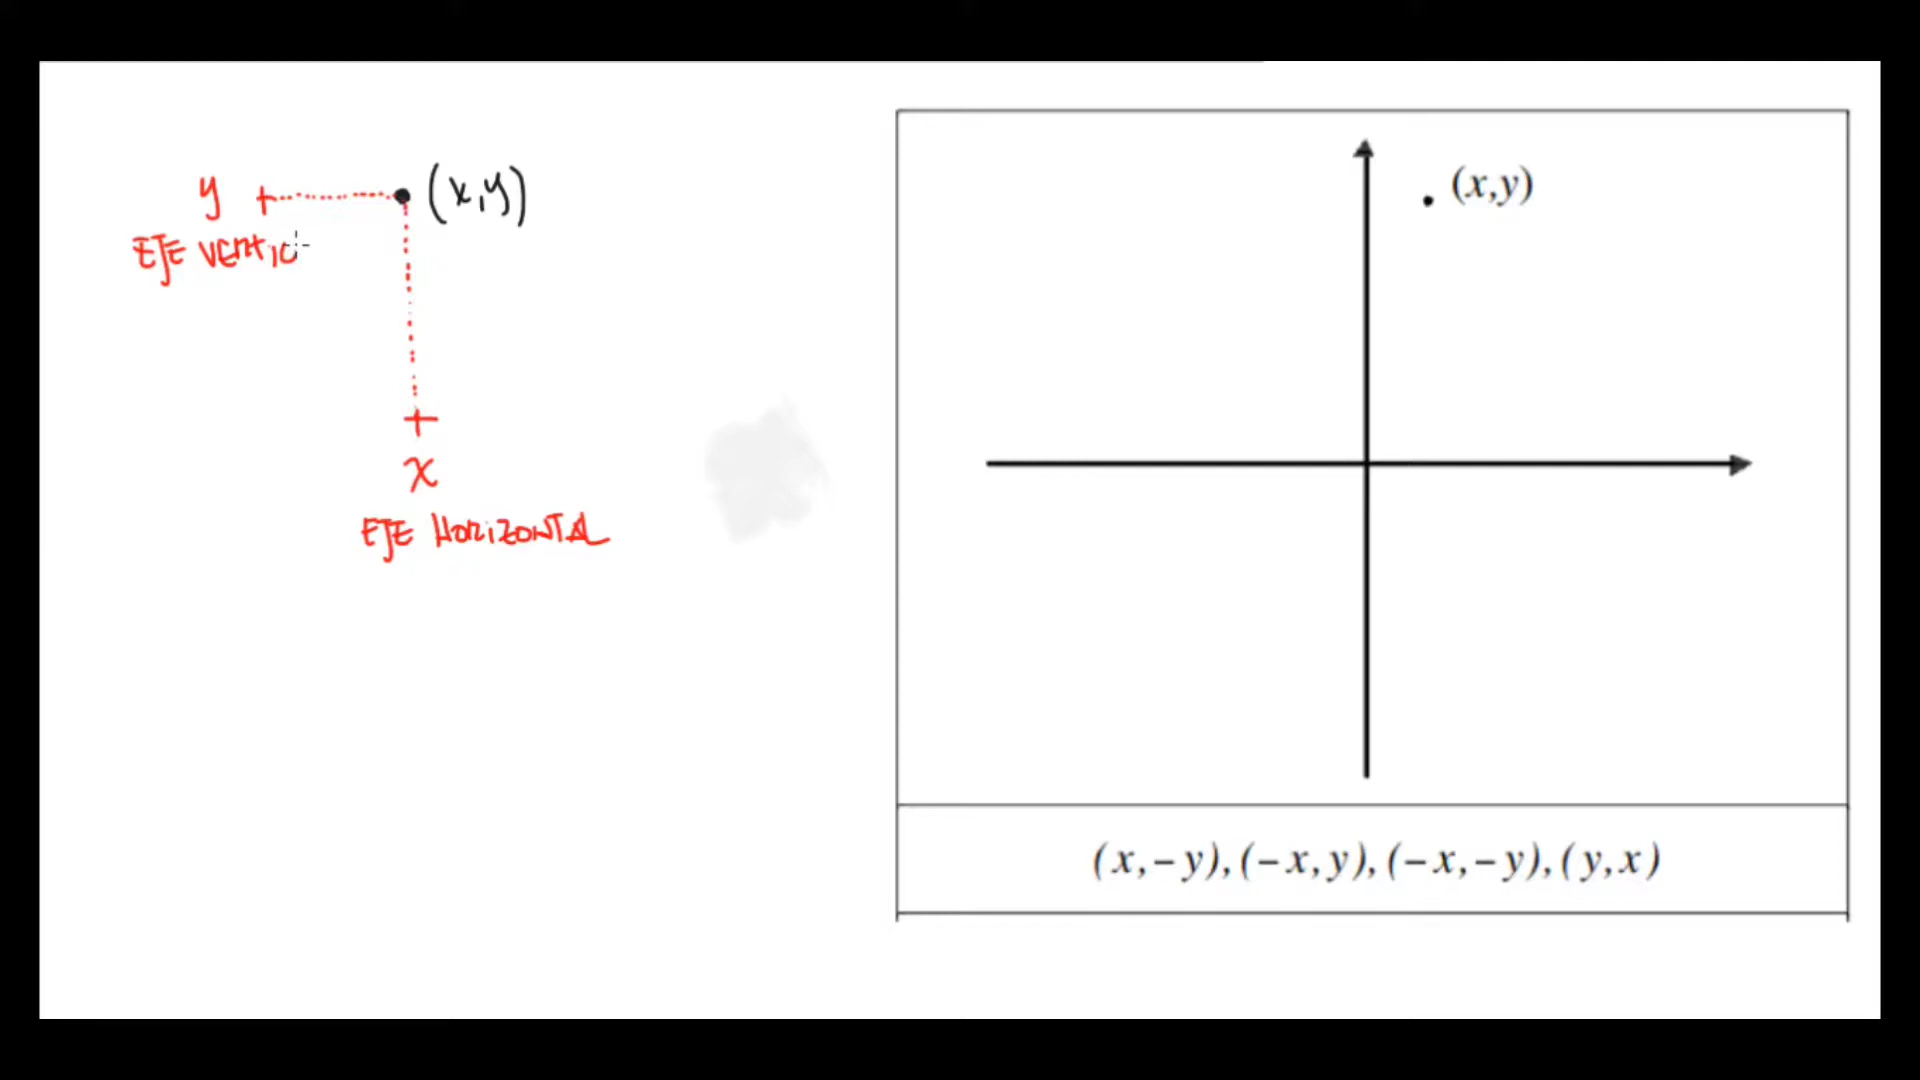 y
(x,y)
EJE VERTIC
x
EJE HORIZONTAL
(x,y)
(x,−y),(−x,y),(−x,−y),(y,x)